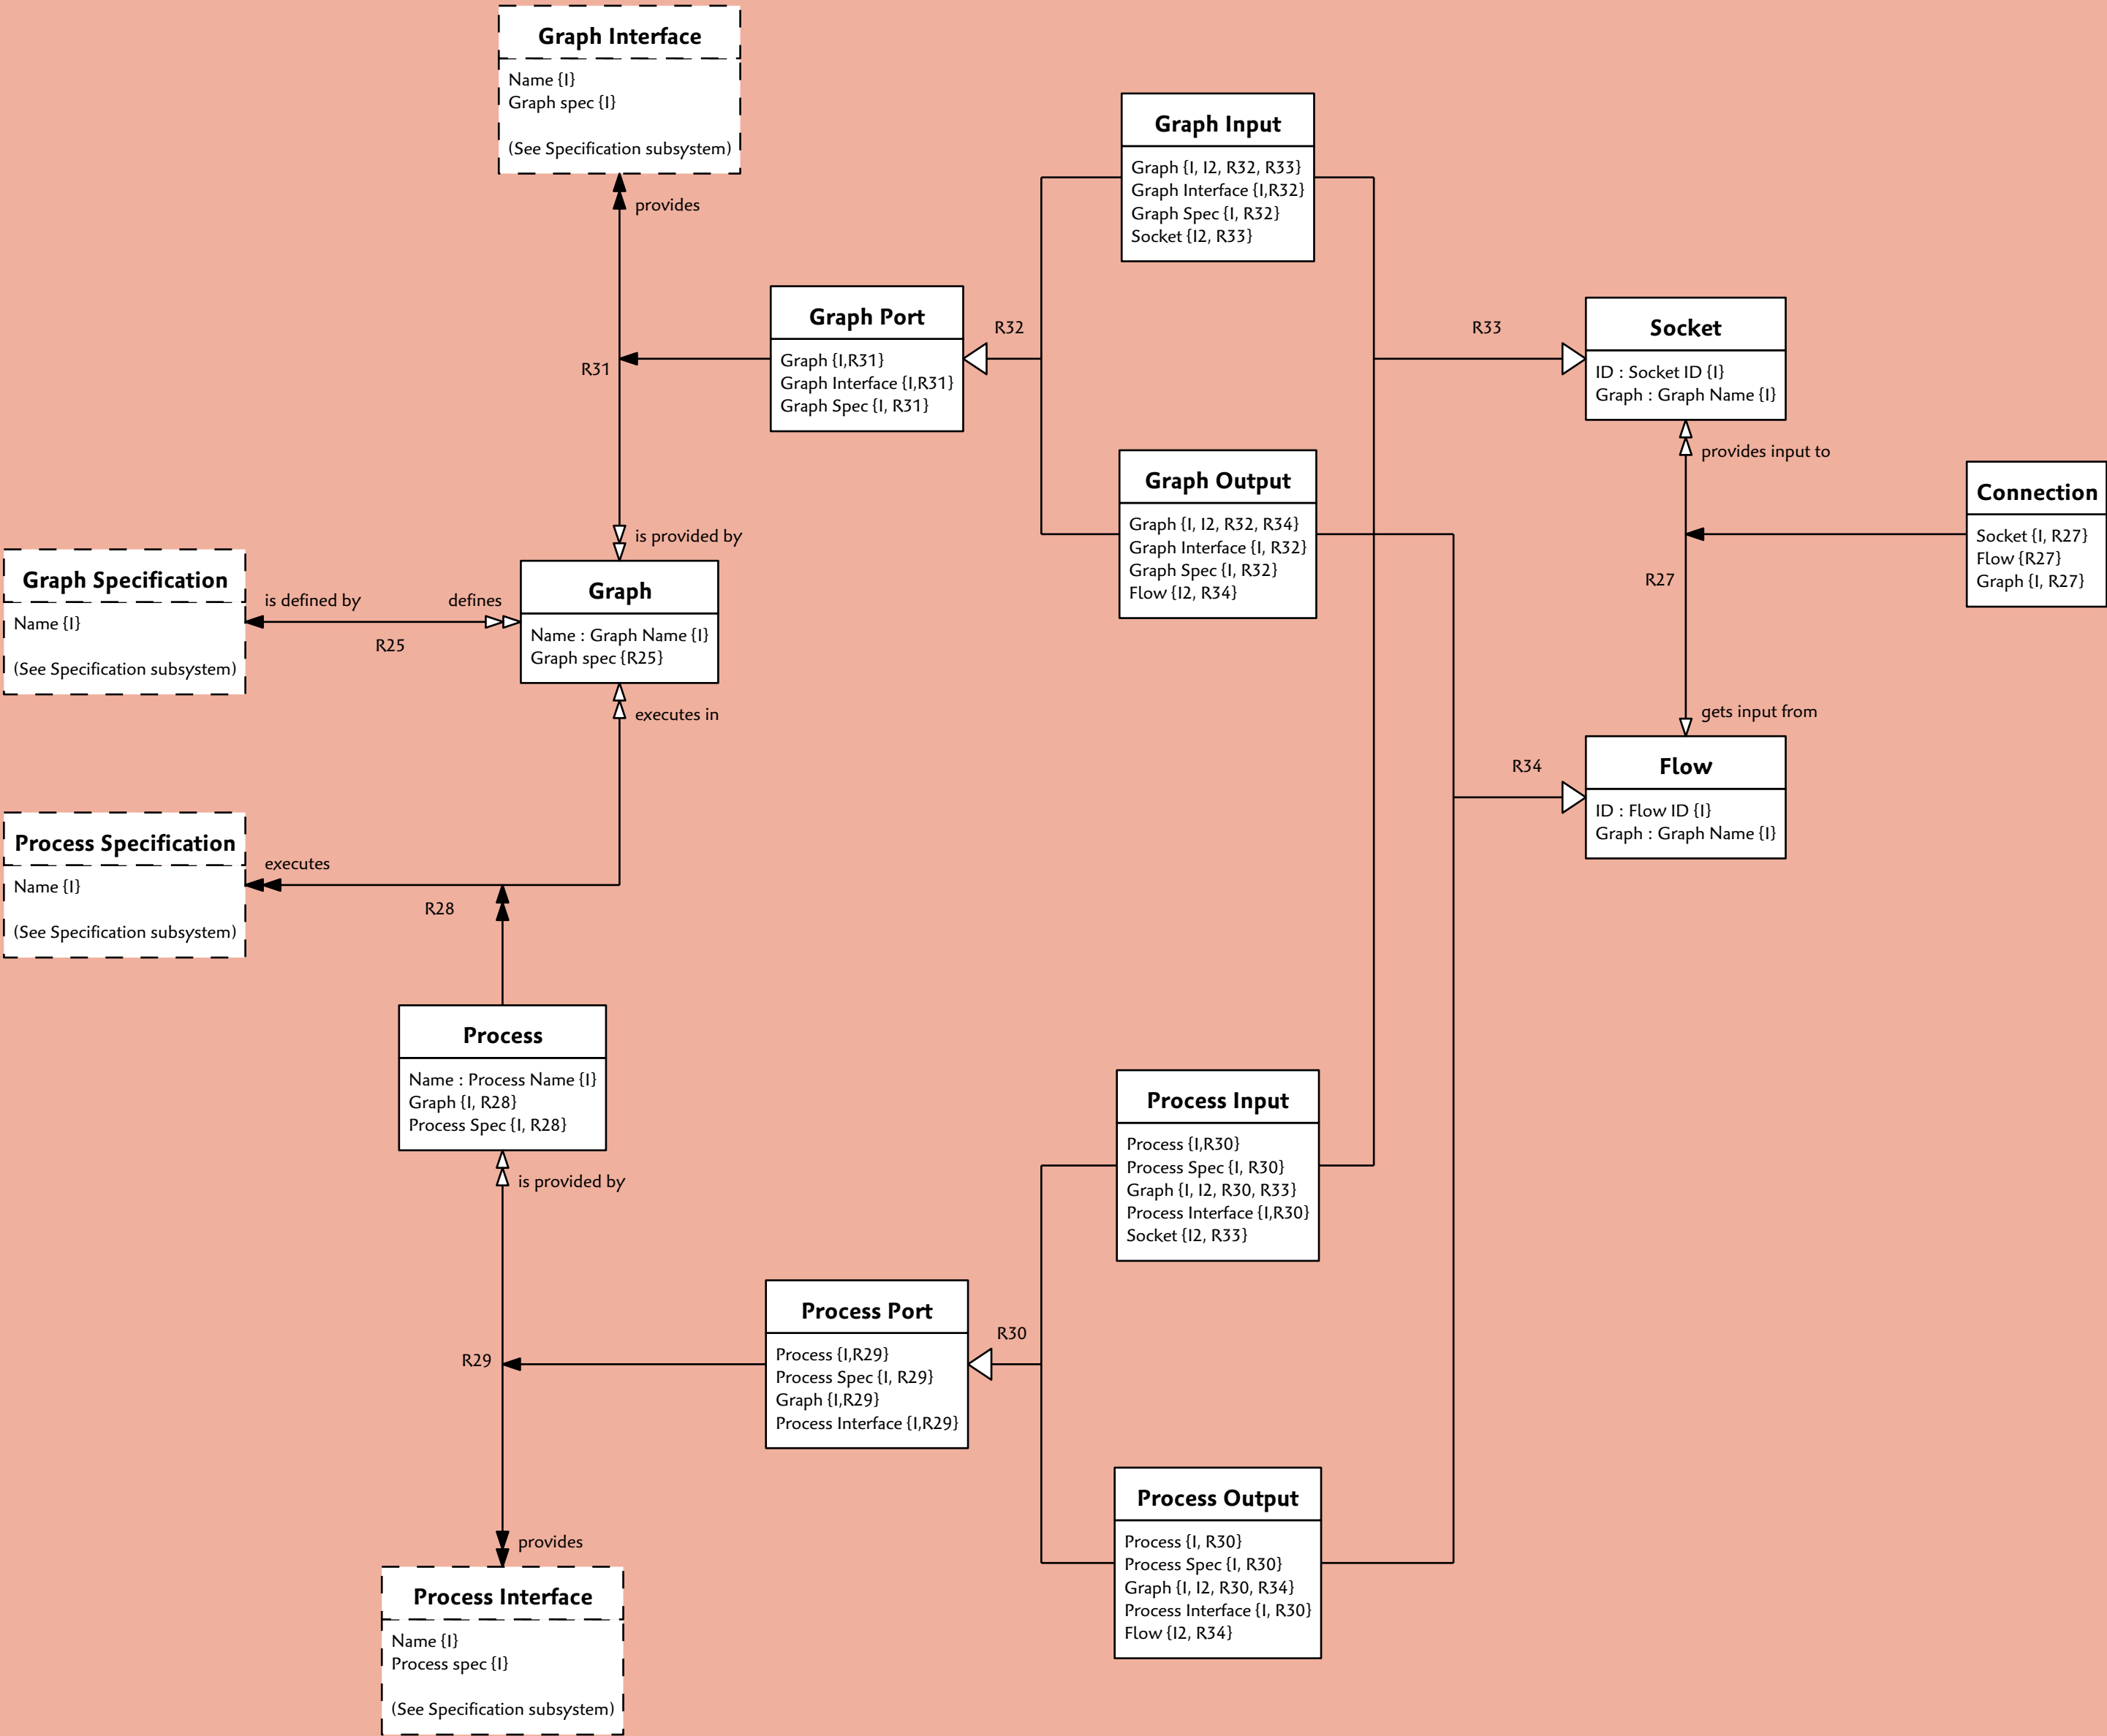 Graph Interface
Name {I}
Graph spec {I}
(See Specification subsystem)
provides
R31
is provided by
Graph Port
Graph {I,R31}
Graph Interface {I,R31}
Graph Spec {I, R31}
R32
Graph Input
Graph {I, I2, R32, R33}
Graph Interface {I,R32}
Graph Spec {I, R32}
Socket {I2, R33}
Graph Output
Graph {I, I2, R32, R34}
Graph Interface {I, R32}
Graph Spec {I, R32}
Flow {I2, R34}
R33
Socket
ID : Socket ID {I}
Graph : Graph Name {I}
provides input to
R27
gets input from
Connection
Socket {I, R27}
Flow {R27}
Graph {I, R27}
Flow
ID : Flow ID {I}
Graph : Graph Name {I}
R34
Graph Specification
Name {I}
(See Specification subsystem)
is defined by
defines
R25
Graph
Name : Graph Name {I}
Graph spec {R25}
executes in
Process Specification
Name {I}
(See Specification subsystem)
executes
R28
Process
Name : Process Name {I}
Graph {I, R28}
Process Spec {I, R28}
is provided by
R29
provides
Process Port
Process {I,R29}
Process Spec {I, R29}
Graph {I,R29}
Process Interface {I,R29}
R30
Process Input
Process {I,R30}
Process Spec {I, R30}
Graph {I, I2, R30, R33}
Process Interface {I,R30}
Socket {I2, R33}
Process Output
Process {I, R30}
Process Spec {I, R30}
Graph {I, I2, R30, R34}
Process Interface {I, R30}
Flow {I2, R34}
Process Interface
Name {I}
Process spec {I}
(See Specification subsystem)